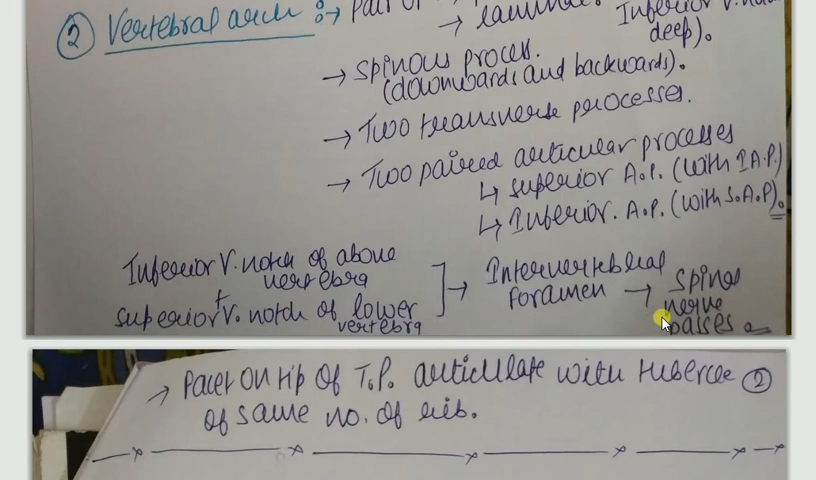 ② Vertebral arch :→ pair of
→ laminae.
Inferior V.
deep).
→ spinous process.
(downwards and backwards).
→ Two transverse processes.
→ Two paired articular processes
↳ superior A.P. (with I.A.P.)
↳ Inferior. A.P. (with S.A.P).
Inferior V. notch of above
vertebra
+
superior V. notch of lower
vertebra
→ Intervertebral
foramen → spinal
nerve
passes.
→ Facet on tip of T.P. articulate with tubercle ②
of same no. of rib.